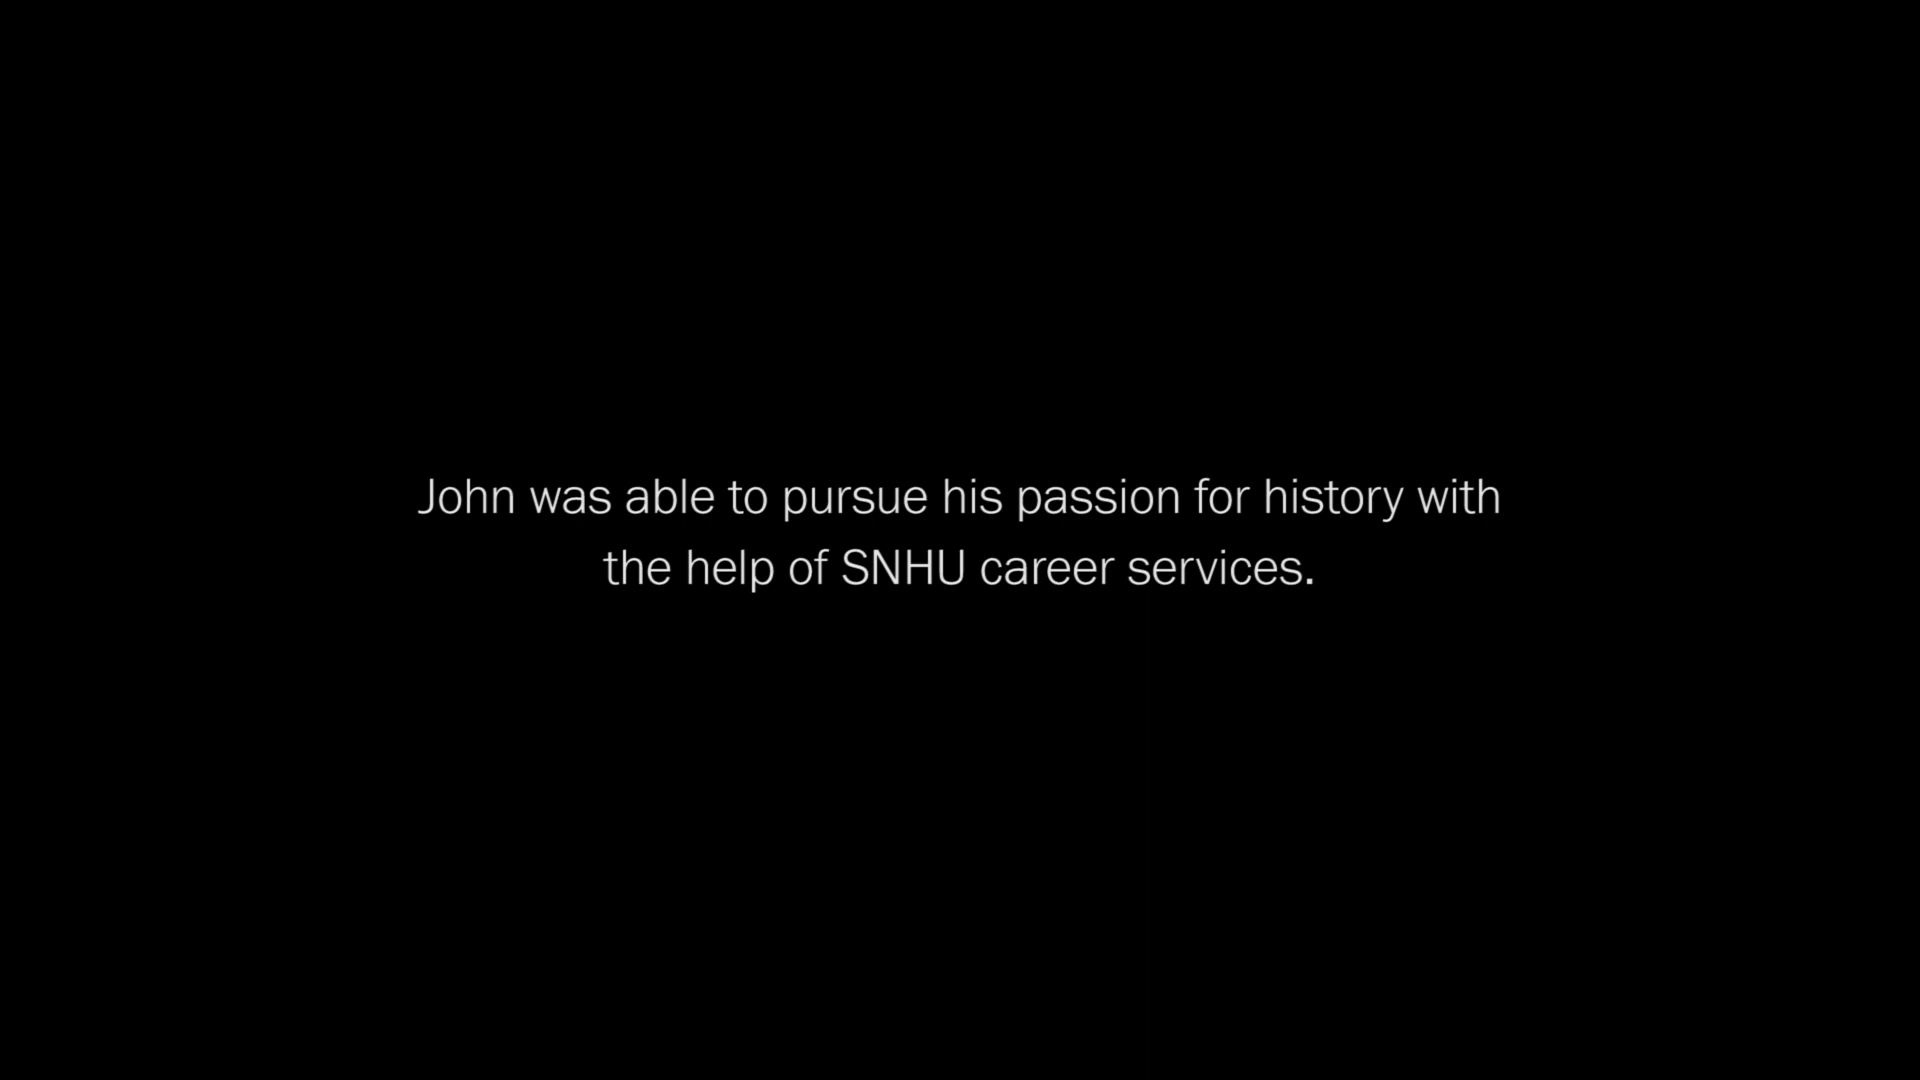 John was able to pursue his passion for history with
the help of SNHU career services.